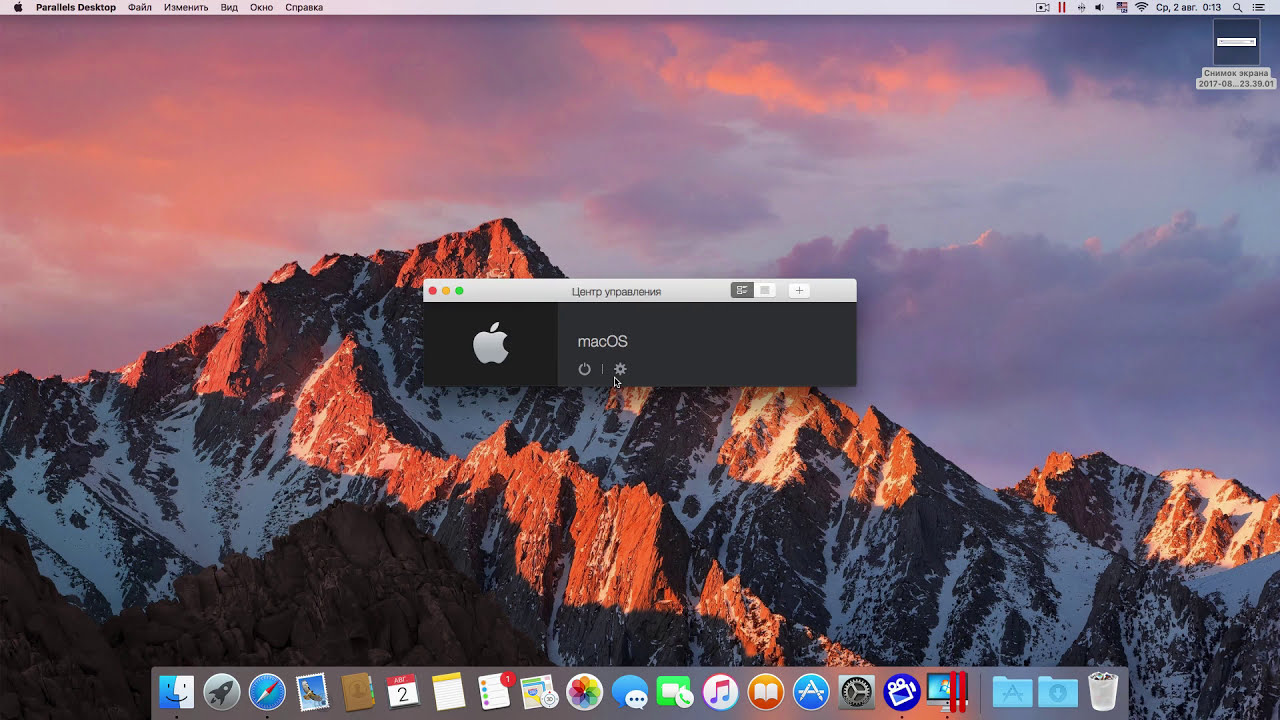 Parallels Desktop Файл Изменить Вид Окно Справка Ср, 2 авг. 0:13
Снимок экрана
2017-08...23.39.01
Центр управления
macOS
АВГ
2
1